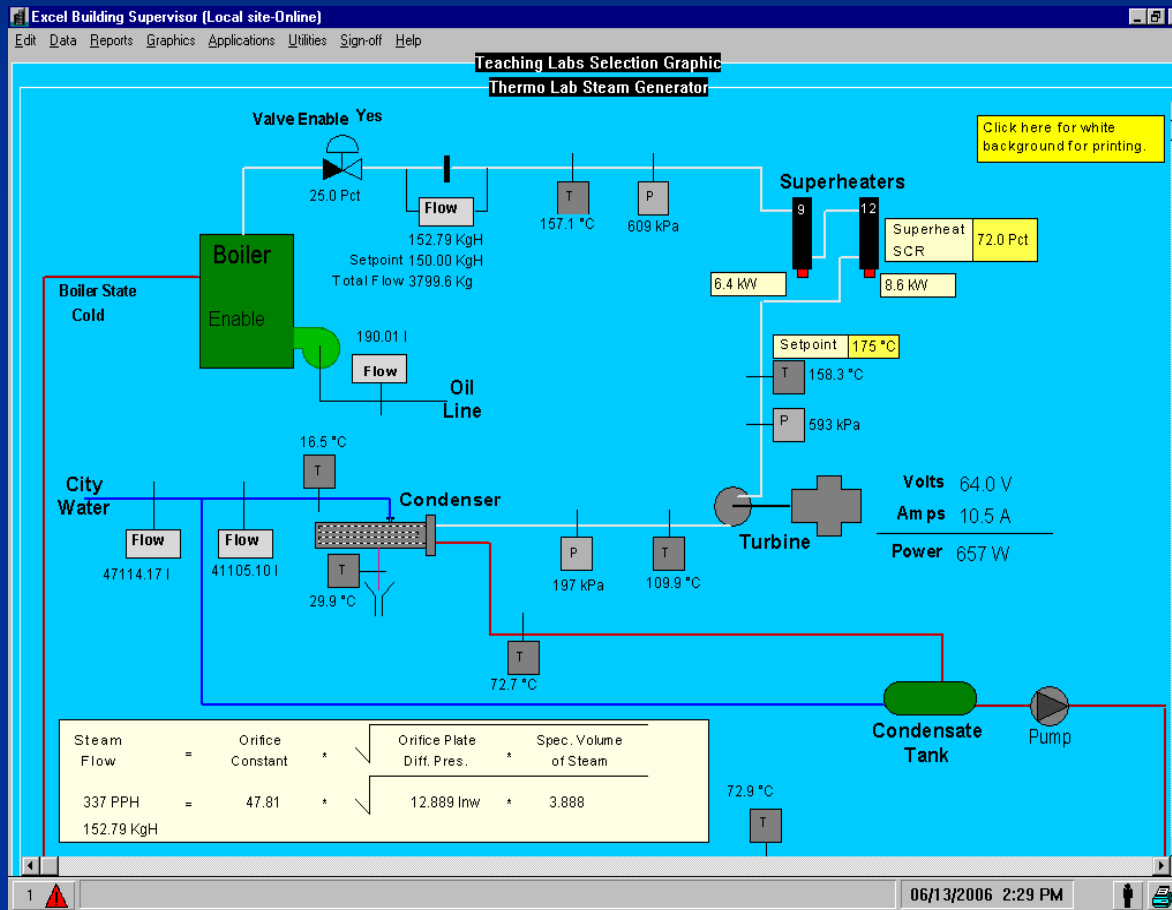 Excel Building Supervisor (Local site-Online)
Edit Data Reports Graphics Applications Utilities Sign-off Help
Teaching Labs Selection Graphic
Thermo Lab Steam Generator
Valve Enable Yes
25.0 Pct
Flow
152.79 KgH
Setpoint 150.00 KgH
Total Flow 3799.6 Kg
T
157.1 °C
P
609 kPa
Click here for white
background for printing.
Superheaters
9
12
Superheat
SCR
72.0 Pct
6.4 kW
8.6 kW
Boiler
Enable
Boiler State
Cold
190.01 l
Flow
Oil
Line
Setpoint 175 °C
T
158.3 °C
P
593 kPa
16.5 °C
T
City
Water
Flow
47114.17 l
Flow
41105.10 l
Condenser
T
29.9 °C
P
197 kPa
T
109.9 °C
Turbine
Volts 64.0 V
Amps 10.5 A
Power 657 W
T
72.7 °C
Condensate
Tank
Pump
Steam
Flow
=
Orifice
Constant
*
√
Orifice Plate
Diff. Pres.
*
Spec. Volume
of Steam
337 PPH = 47.81 * √ 12.889 Inw * 3.888
152.79 KgH
72.9 °C
T
1
06/13/2006 2:29 PM